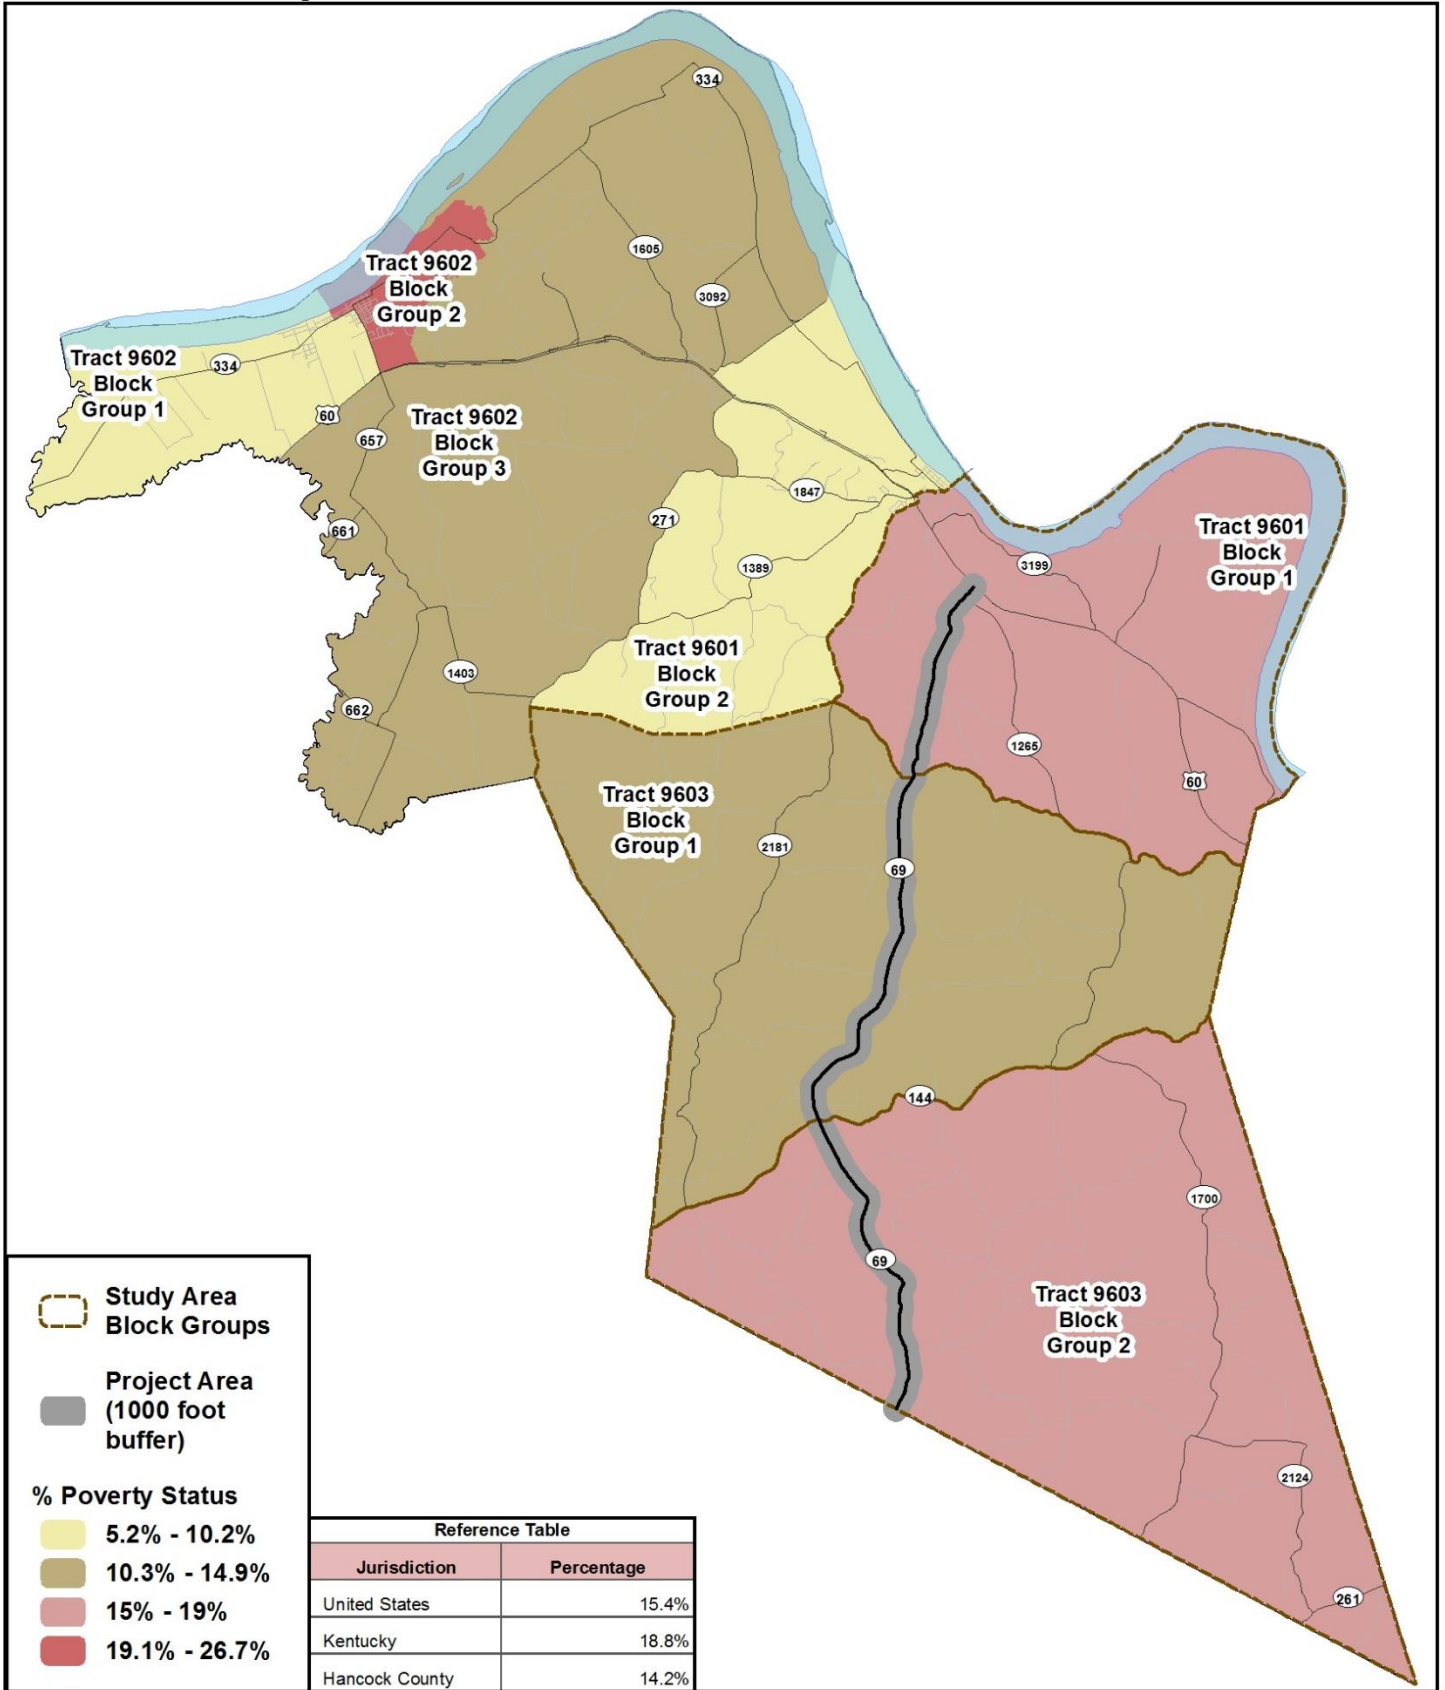 334
1605
3092
Tract 9602
Block
Group 2
Tract 9602
Block
Group 1
334
60
657
Tract 9602
Block
Group 3
661
271
1847
1389
Tract 9601
Block
Group 1
3199
Tract 9601
Block
Group 2
1403
662
1265
60
Tract 9603
Block
Group 1
2181
69
144
1700
69
Tract 9603
Block
Group 2
2124
261
Study Area
Block Groups
Project Area
(1000 foot
buffer)
% Poverty Status
5.2% - 10.2%
10.3% - 14.9%
15% - 19%
19.1% - 26.7%
Reference Table
Jurisdiction Percentage
United States 15.4%
Kentucky 18.8%
Hancock County 14.2%